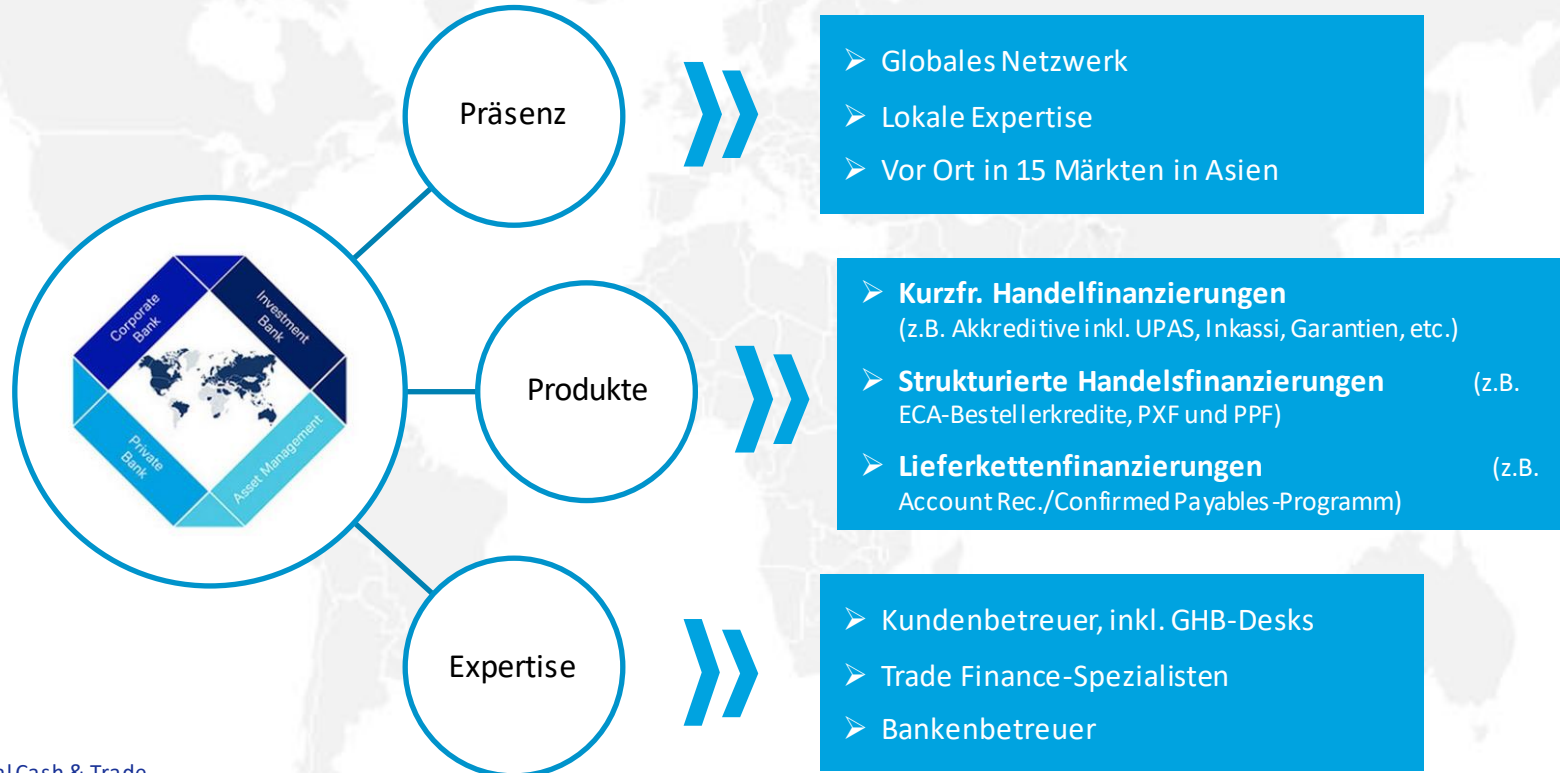 Präsenz
Globales Netzwerk
Lokale Expertise
Vor Ort in 15 Märkten in Asien
Corporate
Bank
Investment
Bank
Private
Bank
Asset Management
Produkte
Kurzfr. Handelfinanzierungen
(z.B. Akkreditive inkl. UPAS, Inkassi, Garantien, etc.)
Strukturierte Handelsfinanzierungen (z.B.
ECA-Bestellerkredite, PXF und PPF)
Lieferkettenfinanzierungen (z.B.
Account Rec./Confirmed Payables-Programm)
Expertise
Kundenbetreuer, inkl. GHB-Desks
Trade Finance-Spezialisten
Bankenbetreuer
Cash & Trade